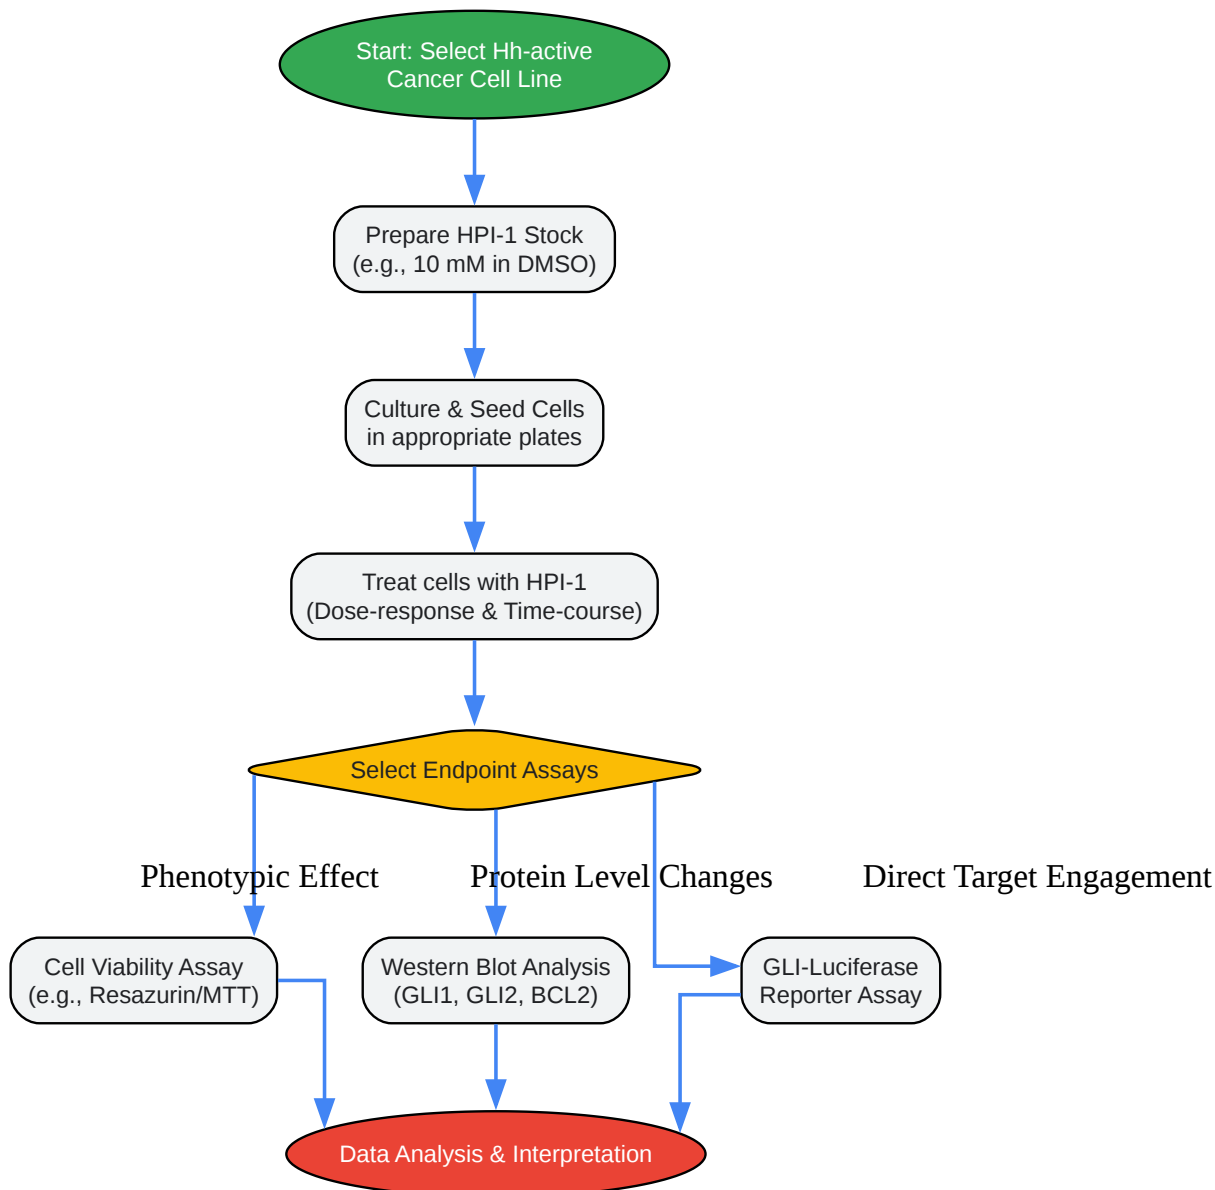 Start: Select Hh-active
Cancer Cell Line
Prepare HPI-1 Stock
(e.g., 10 mM in DMSO)
Culture & Seed Cells
in appropriate plates
Treat cells with HPI-1
(Dose-response & Time-course)
Select Endpoint Assays
Phenotypic Effect
Protein Level Changes
Direct Target Engagement
Cell Viability Assay
(e.g., Resazurin/MTT)
Western Blot Analysis
(GLI1, GLI2, BCL2)
GLI-Luciferase
Reporter Assay
Data Analysis & Interpretation